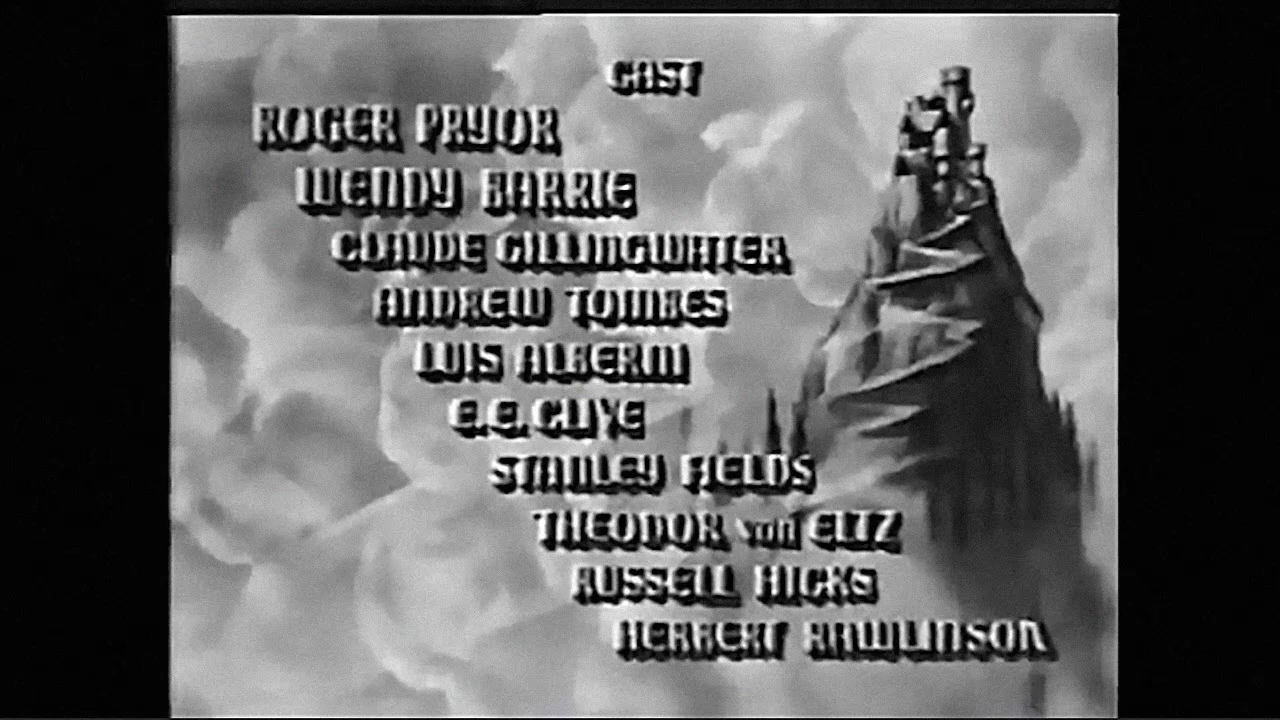 CAST
ROGER PRYOR
WENDY BARRIE
CLAUDE GILLINGWATER
ANDREW TOMBES
LUIS ALBERNI
E.E. CLIVE
STANLEY FIELDS
THEODOR von ELTZ
RUSSELL HICKS
HERBERT RAWLINSON